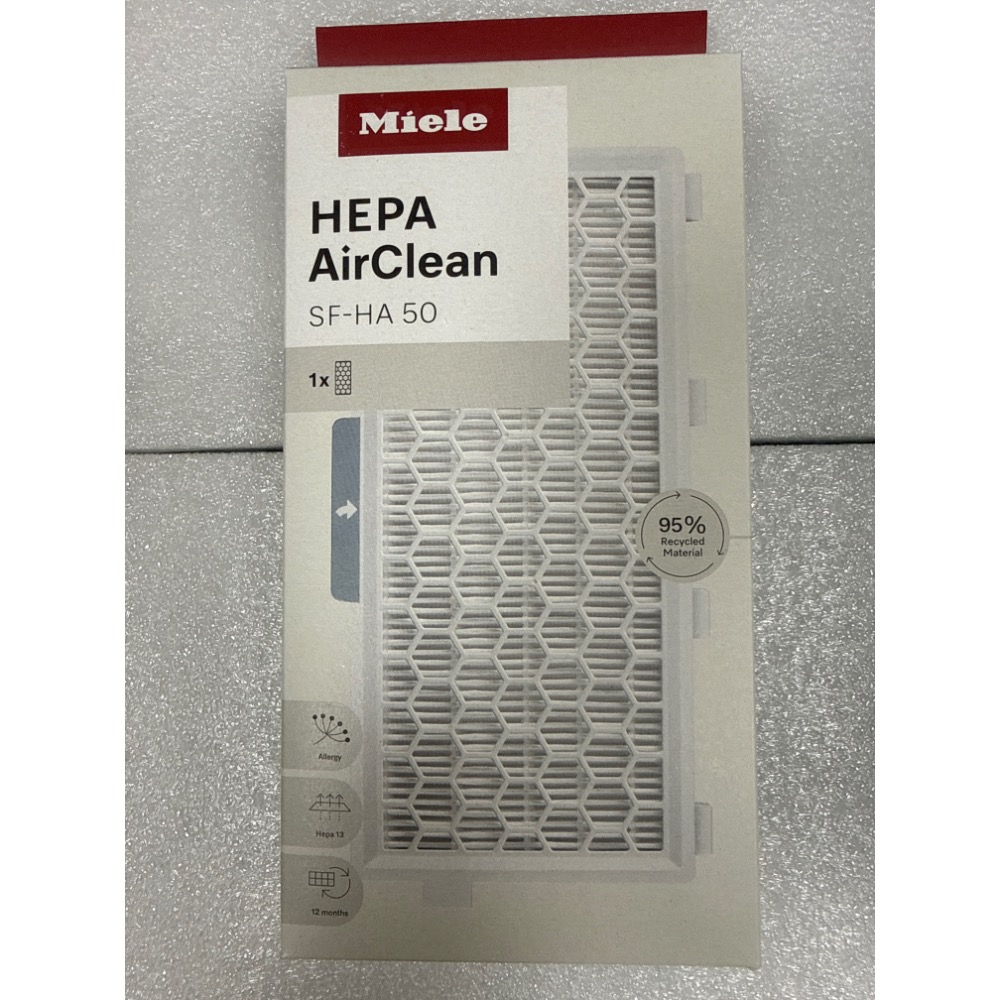 Miele
HEPA
AirClean
SF-HA 50
1x
95%
Recycled
Material
Allergy
Hepa 13
12 months